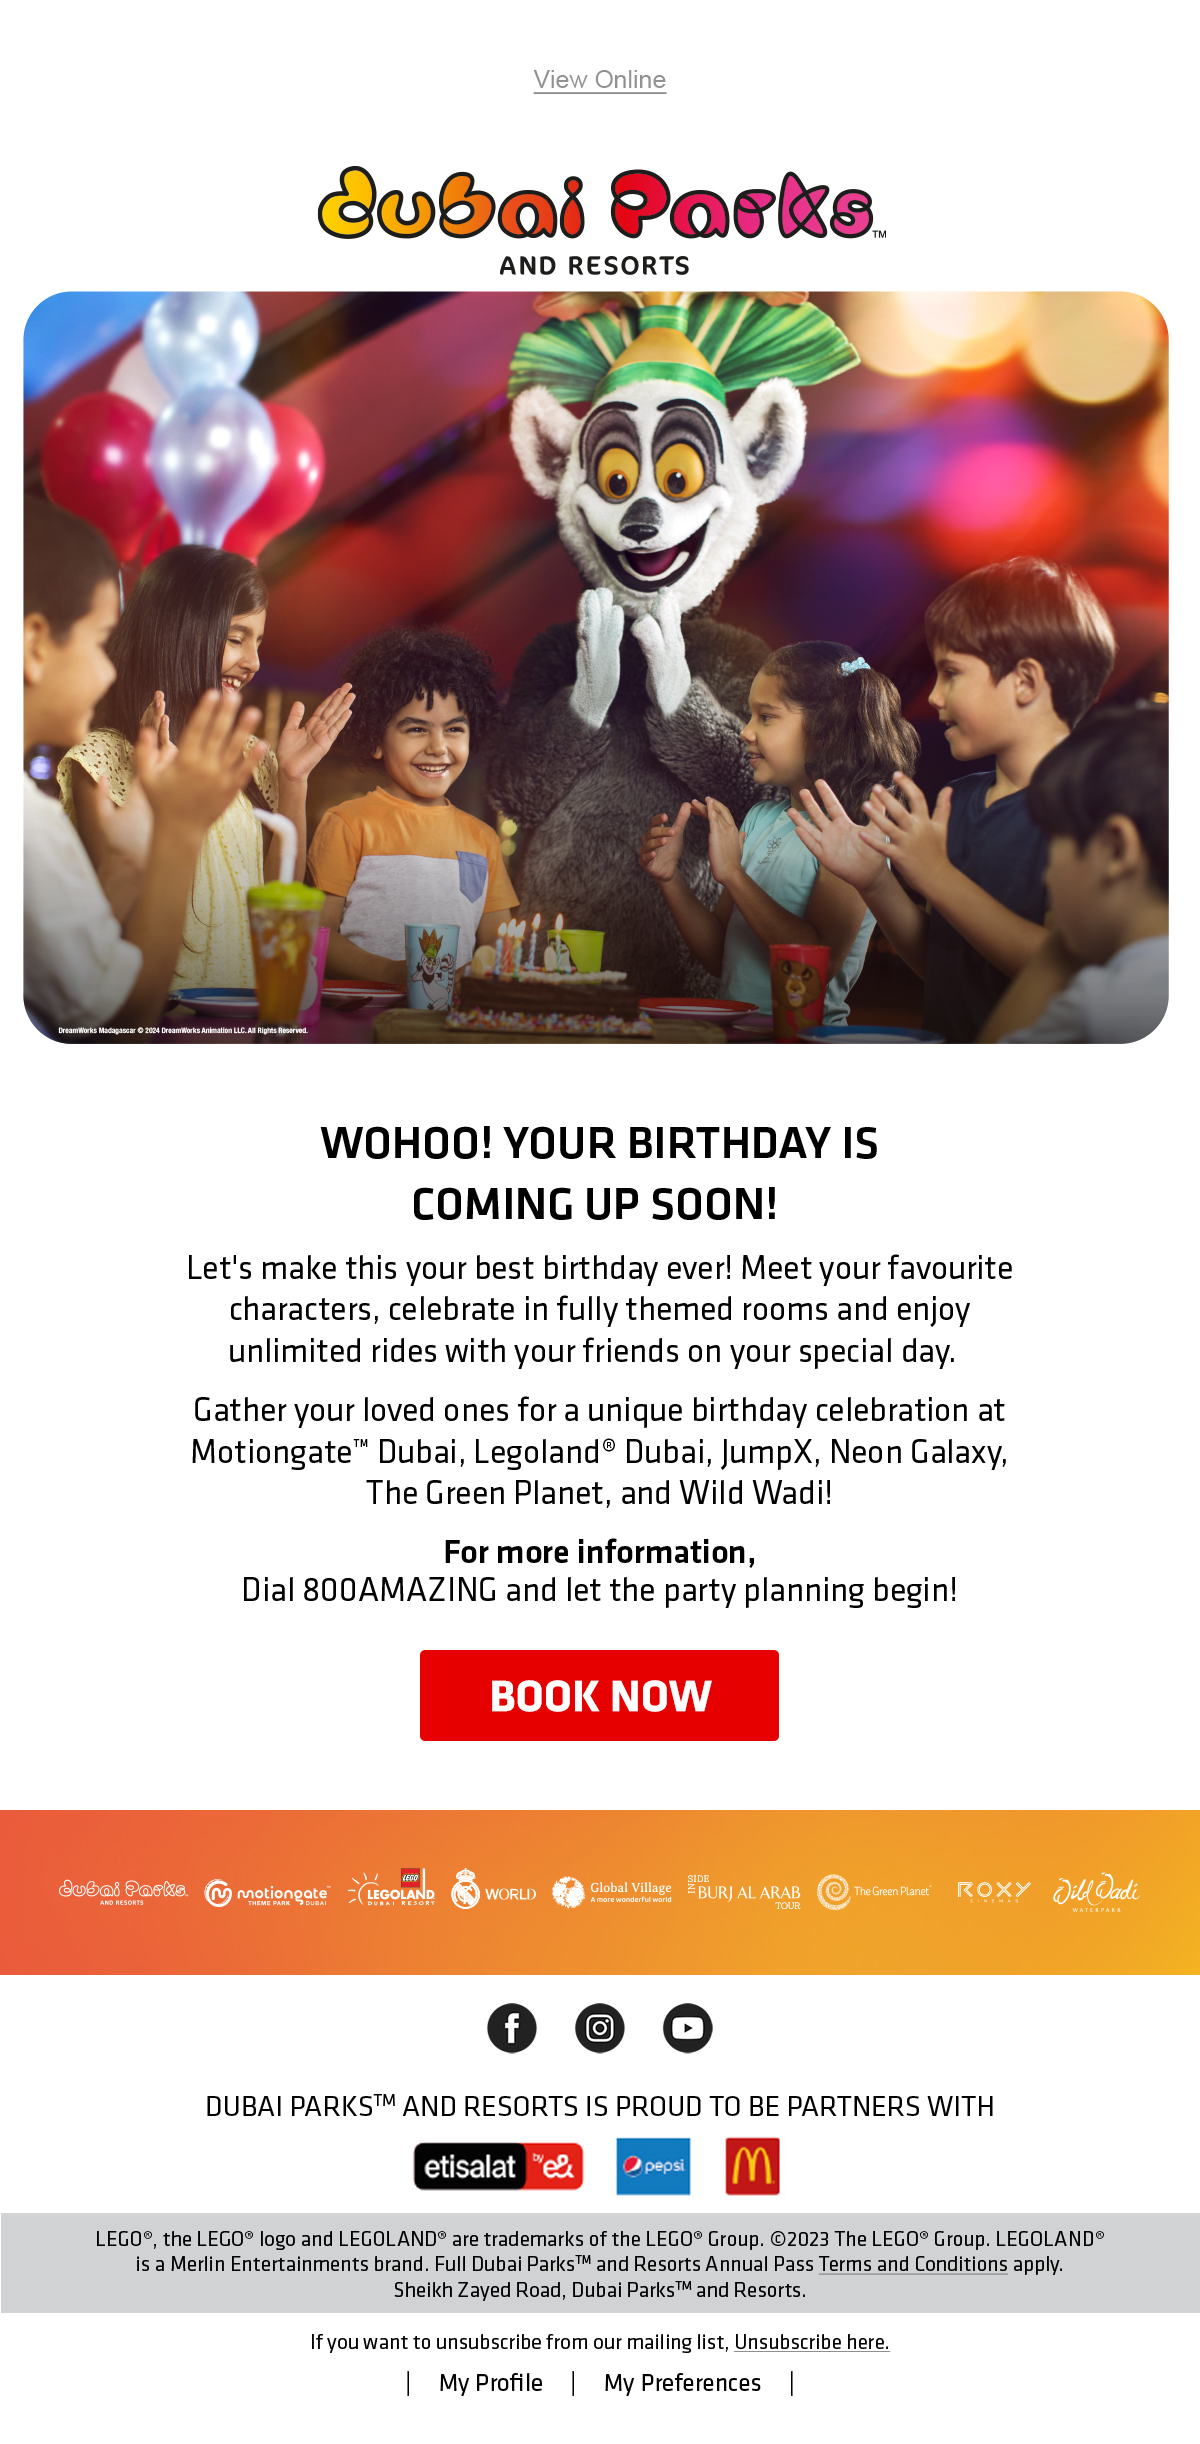 View Online
dubai Parks™
AND RESORTS
DreamWorks Madagascar © 2024 DreamWorks Animation LLC. All Rights Reserved.
WOHOO! YOUR BIRTHDAY IS
COMING UP SOON!
Let's make this your best birthday ever! Meet your favourite
characters, celebrate in fully themed rooms and enjoy
unlimited rides with your friends on your special day.
Gather your loved ones for a unique birthday celebration at
Motiongate™ Dubai, Legoland® Dubai, JumpX, Neon Galaxy,
The Green Planet, and Wild Wadi!
For more information,
Dial 800AMAZING and let the party planning begin!
BOOK NOW
dubai Parks™
AND RESORTS
motiongate™
THEME PARK DUBAI
LEGO
LEGOLAND
DUBAI RESORT
WORLD
Global Village
A more wonderful world
INSIDE
BURJ AL ARAB
TOUR
The Green Planet™
ROXY
CINEMAS
Wild Wadi
WATERPARK
DUBAI PARKS™ AND RESORTS IS PROUD TO BE PARTNERS WITH
etisalat by e&
pepsi
LEGO®, the LEGO® logo and LEGOLAND® are trademarks of the LEGO® Group. ©2023 The LEGO® Group. LEGOLAND®
is a Merlin Entertainments brand. Full Dubai Parks™ and Resorts Annual Pass Terms and Conditions apply.
Sheikh Zayed Road, Dubai Parks™ and Resorts.
If you want to unsubscribe from our mailing list, Unsubscribe here.
| My Profile | My Preferences |